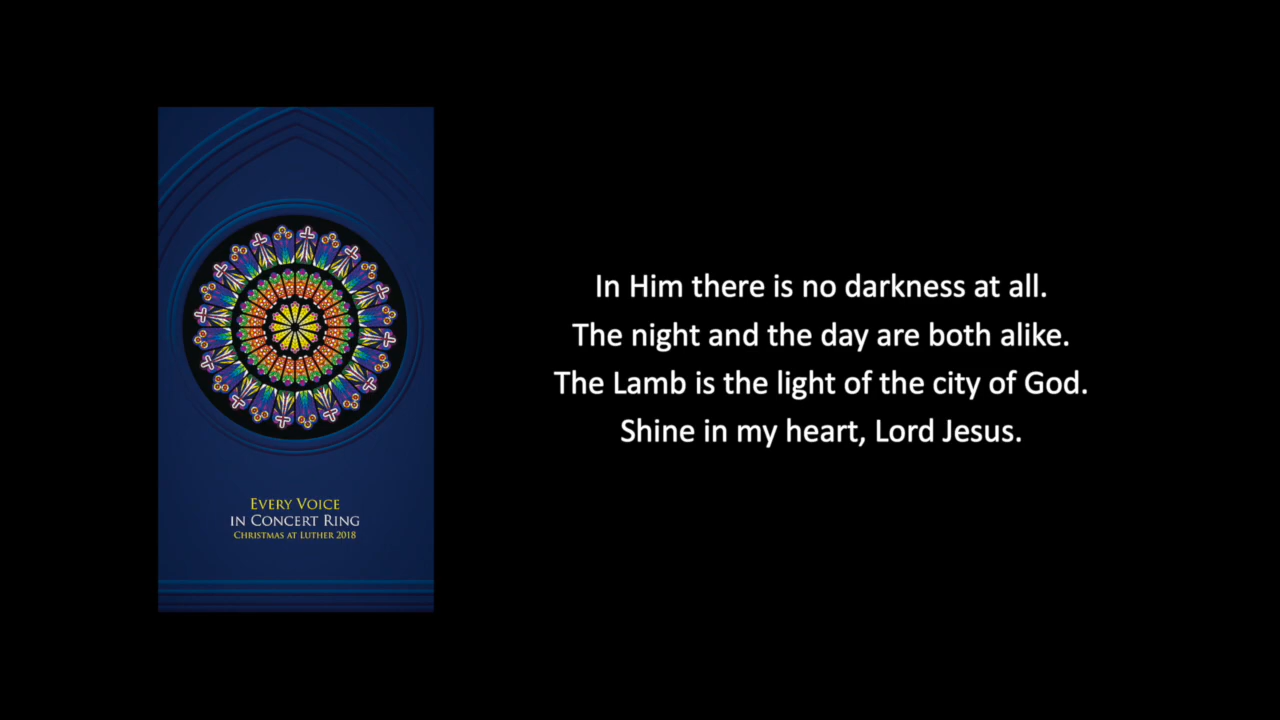 EVERY VOICE
IN CONCERT RING
CHRISTMAS AT LUTHER 2018
In Him there is no darkness at all.
The night and the day are both alike.
The Lamb is the light of the city of God.
Shine in my heart, Lord Jesus.